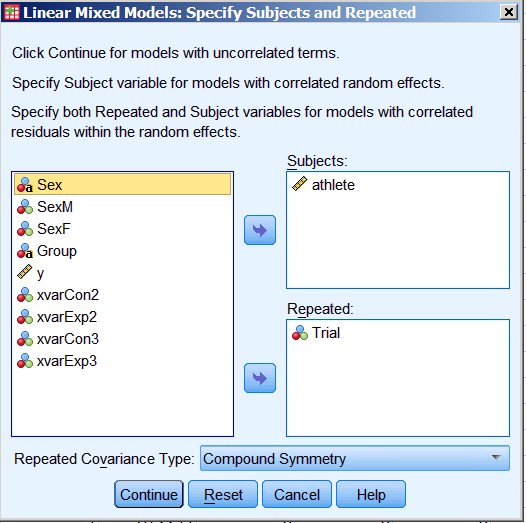 Linear Mixed Models: Specify Subjects and Repeated
Click Continue for models with uncorrelated terms.
Specify Subject variable for models with correlated random effects.
Specify both Repeated and Subject variables for models with correlated
residuals within the random effects.
Subjects:
Sex
SexM
SexF
Group
y
xvarCon2
xvarExp2
xvarCon3
xvarExp3
athlete
Repeated:
Trial
Repeated Covariance Type: Compound Symmetry
Continue Reset Cancel Help